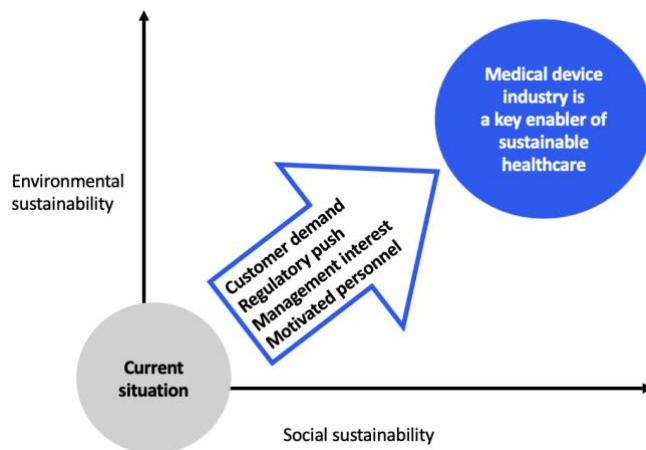 Medical device
industry is
a key enabler of
sustainable
healthcare
Environmental
sustainability
Customer demand
Regulatory push
Management interest
Motivated personnel
Current
situation
Social sustainability